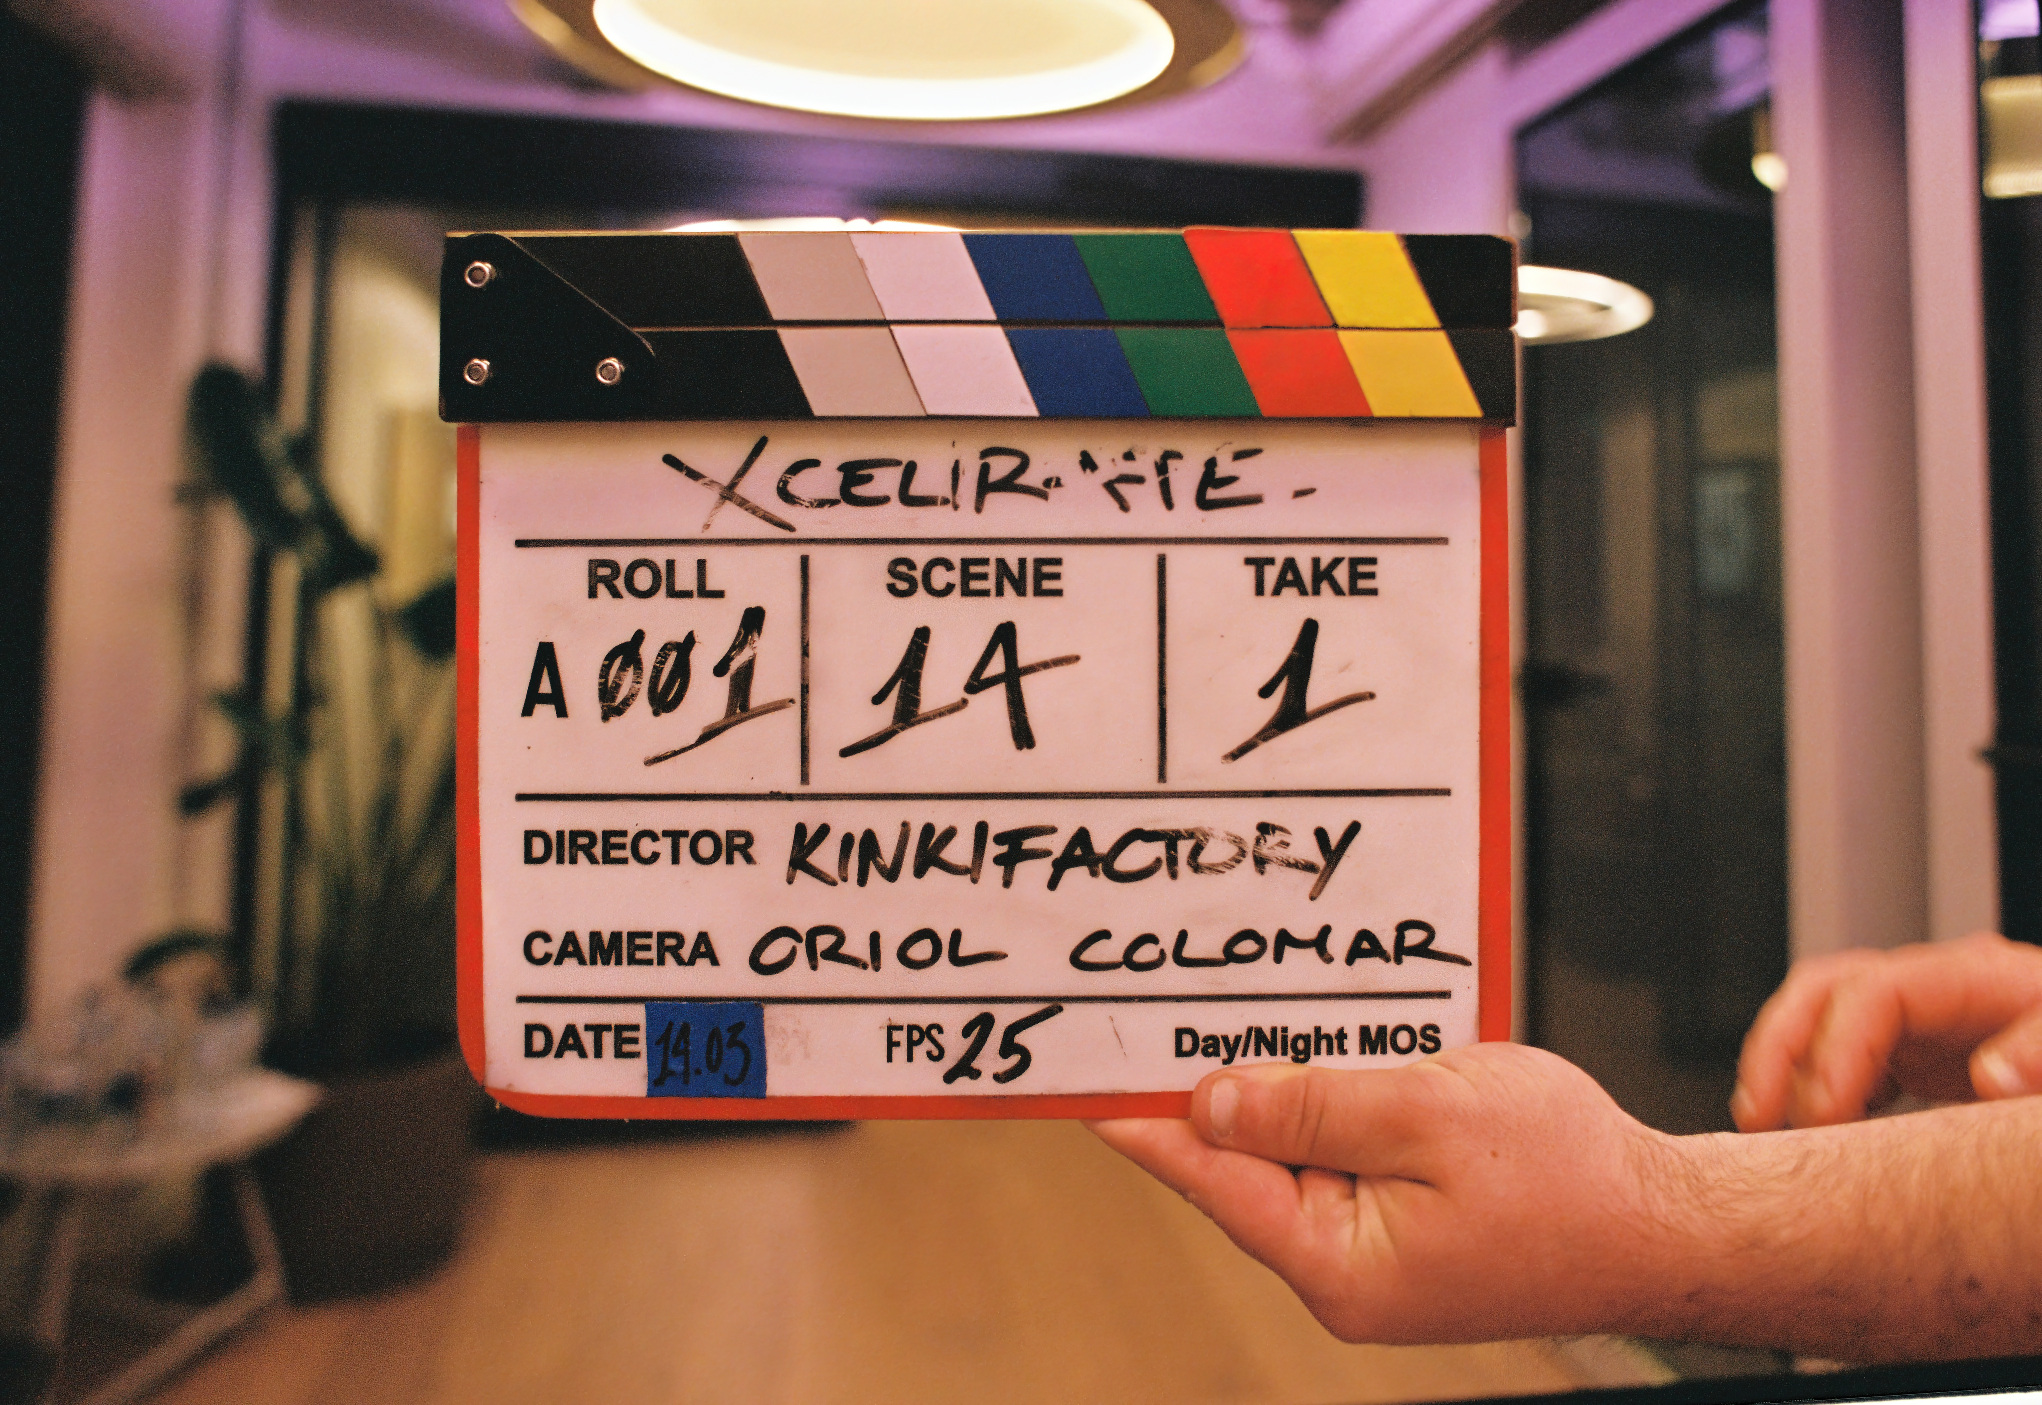 ROLL SCENE TAKE
A 001 14 1
DIRECTOR KINKIFACTORY
CAMERA ORIOL COLOMAR
DATE 14.03 FPS 25 Day/Night MOS